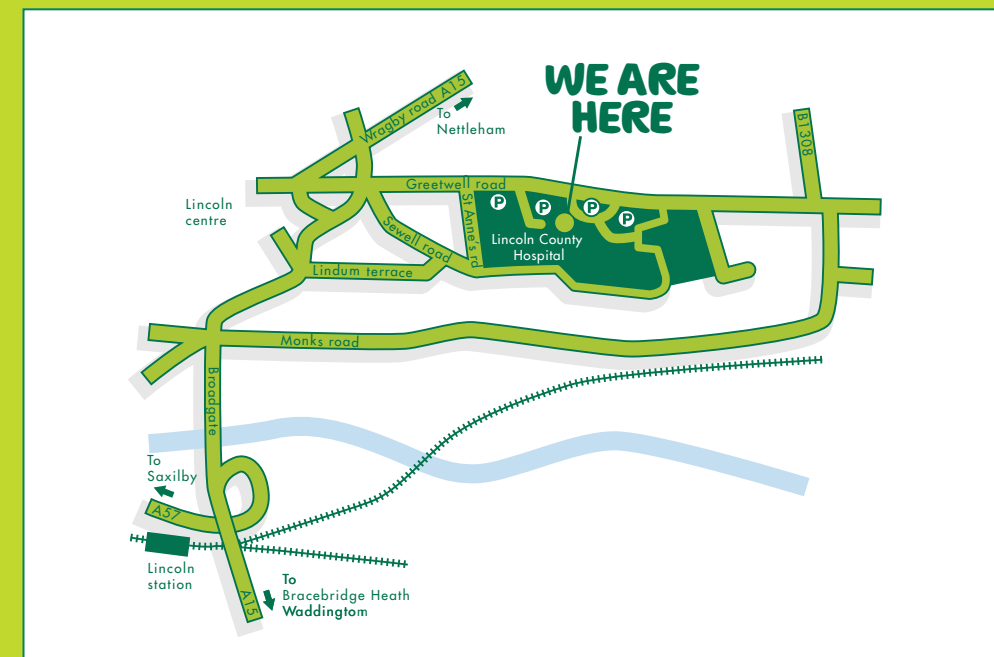 WE ARE
HERE
Wragby road A15
To
Nettleham
B1308
Greetwell road
Lincoln
centre
St Anne's rd
P
P
P
P
Sewell road
Lincoln County
Hospital
Lindum terrace
Monks road
Broadgate
To
Saxilby
A57
Lincoln
station
A15
To
Bracebridge Heath
Waddingtom